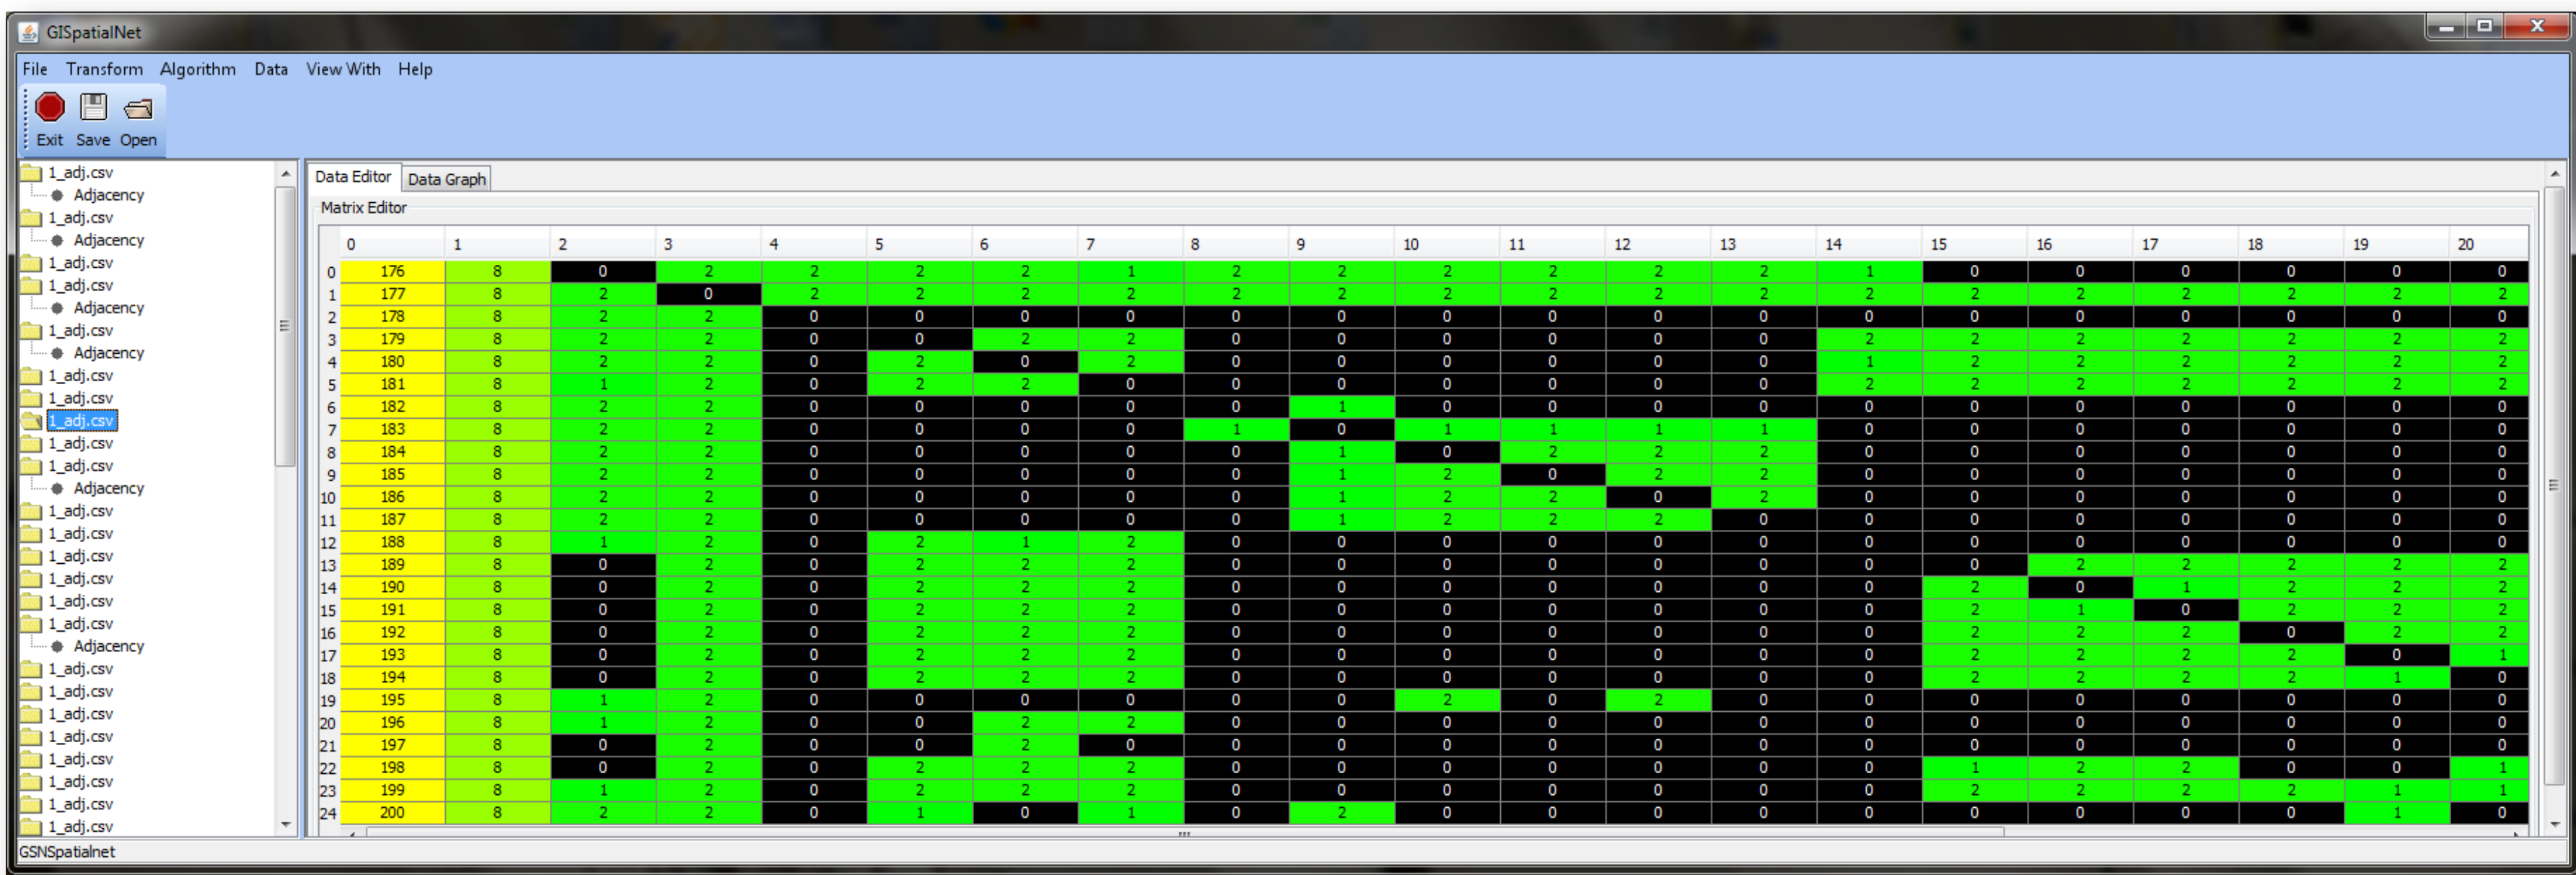 GISpatialNet
File Transform Algorithm Data View With Help
Exit Save Open
1_adj.csv
Adjacency
1_adj.csv
Adjacency
1_adj.csv
1_adj.csv
Adjacency
1_adj.csv
Adjacency
1_adj.csv
1_adj.csv
1_adj.csv
1_adj.csv
1_adj.csv
Adjacency
1_adj.csv
1_adj.csv
1_adj.csv
1_adj.csv
1_adj.csv
1_adj.csv
Adjacency
1_adj.csv
1_adj.csv
1_adj.csv
1_adj.csv
1_adj.csv
1_adj.csv
1_adj.csv
1_adj.csv
Data Editor Data Graph
Matrix Editor
0 1 2 3 4 5 6 7 8 9 10 11 12 13 14 15 16 17 18 19 20
0 176 8 0 2 2 2 2 1 2 2 2 2 2 2 1 0 0 0 0 0 0
1 177 8 2 0 2 2 2 2 2 2 2 2 2 2 2 2 2 2 2 2 2
2 178 8 2 2 0 0 0 0 0 0 0 0 0 0 0 0 0 0 0 0 0
3 179 8 2 2 0 0 2 2 0 0 0 0 0 0 2 2 2 2 2 2 2
4 180 8 2 2 0 2 0 2 0 0 0 0 0 0 1 2 2 2 2 2 2
5 181 8 1 2 0 2 2 0 0 0 0 0 0 0 2 2 2 2 2 2 2
6 182 8 2 2 0 0 0 0 0 1 0 0 0 0 0 0 0 0 0 0 0
7 183 8 2 2 0 0 0 0 1 0 1 1 1 1 0 0 0 0 0 0 0
8 184 8 2 2 0 0 0 0 0 1 0 2 2 2 0 0 0 0 0 0 0
9 185 8 2 2 0 0 0 0 0 1 2 0 2 2 0 0 0 0 0 0 0
10 186 8 2 2 0 0 0 0 0 1 2 2 0 2 0 0 0 0 0 0 0
11 187 8 2 2 0 0 0 0 0 1 2 2 2 0 0 0 0 0 0 0 0
12 188 8 1 2 0 2 1 2 0 0 0 0 0 0 0 0 0 0 0 0 0
13 189 8 0 2 0 2 2 2 0 0 0 0 0 0 0 0 2 2 2 2 2
14 190 8 0 2 0 2 2 2 0 0 0 0 0 0 0 2 0 1 2 2 2
15 191 8 0 2 0 2 2 2 0 0 0 0 0 0 0 2 1 0 2 2 2
16 192 8 0 2 0 2 2 2 0 0 0 0 0 0 0 2 2 2 0 2 2
17 193 8 0 2 0 2 2 2 0 0 0 0 0 0 0 2 2 2 2 0 1
18 194 8 0 2 0 2 2 2 0 0 0 0 0 0 0 2 2 2 2 1 0
19 195 8 1 2 0 0 0 0 0 0 2 0 2 0 0 0 0 0 0 0 0
20 196 8 1 2 0 0 2 2 0 0 0 0 0 0 0 0 0 0 0 0 0
21 197 8 0 2 0 0 2 0 0 0 0 0 0 0 0 0 0 0 0 0 0
22 198 8 0 2 0 2 2 2 0 0 0 0 0 0 0 1 2 2 0 0 1
23 199 8 1 2 0 2 2 2 0 0 0 0 0 0 0 2 2 2 2 1 1
24 200 8 2 2 0 1 0 1 0 2 0 0 0 0 0 0 0 0 0 1 0
GSNSpatialnet